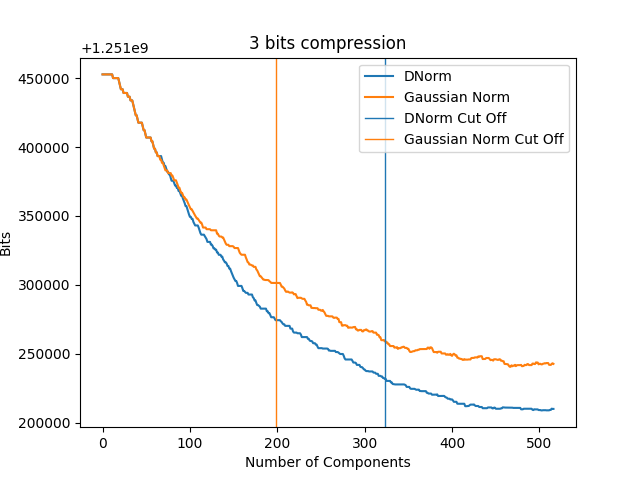 3 bits compression
+1.251e9
450000
400000
350000
300000
250000
200000
Bits
DNorm
Gaussian Norm
DNorm Cut Off
Gaussian Norm Cut Off
0
100
200
300
400
500
Number of Components